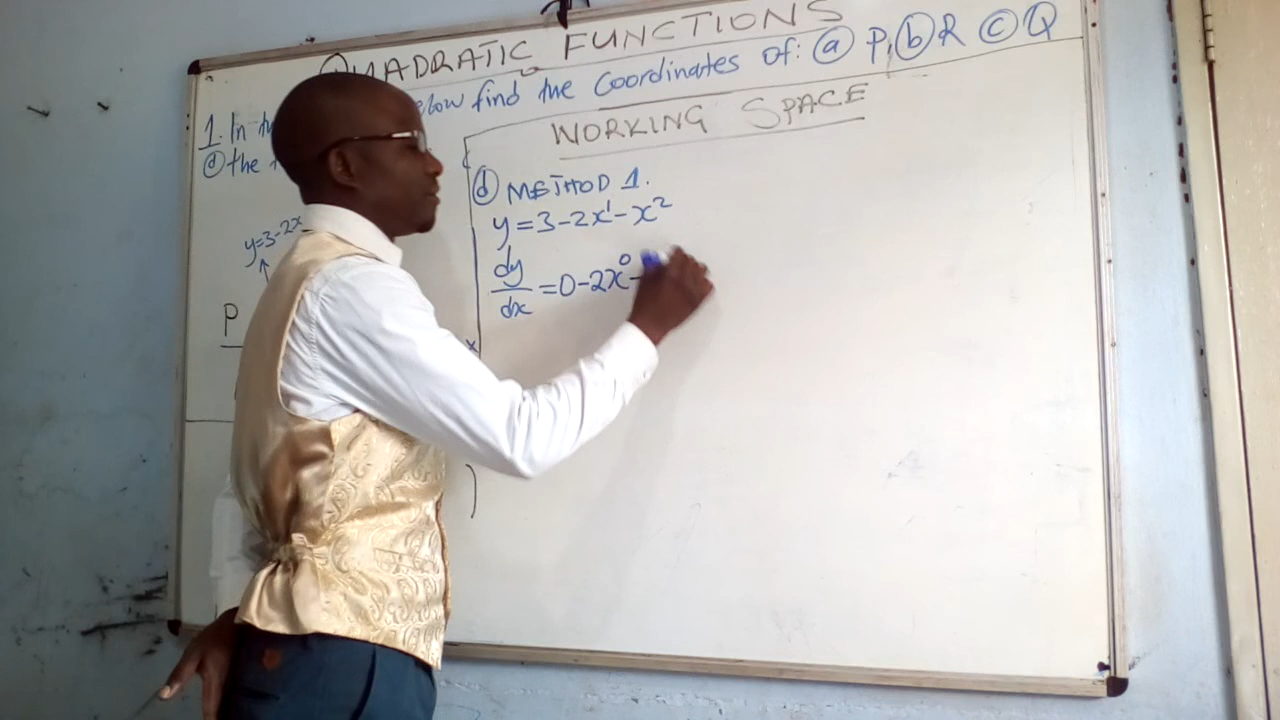 QUADRATIC FUNCTIONS
1. In find the coordinates of: (a) P, (b) R (c) Q
(d) the
WORKING SPACE
(d) METHOD 1.
y = 3 - 2x¹ - x²
dy/dx = 0 - 2x⁰ -
y = 3 - 2x
P
x
)